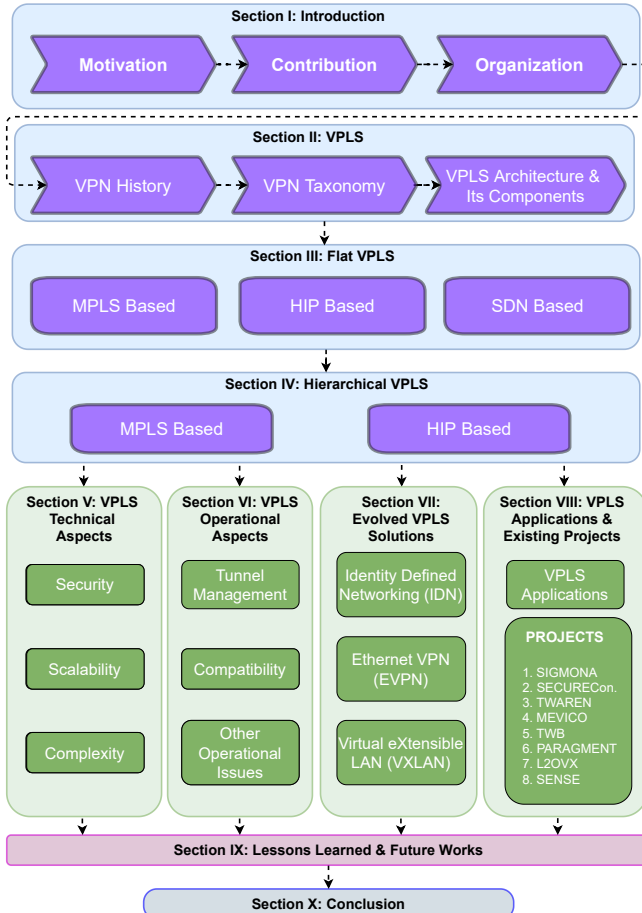 Section I: Introduction
Motivation
Contribution
Organization
Section II: VPLS
VPN History
VPN Taxonomy
VPLS Architecture &
Its Components
Section III: Flat VPLS
MPLS Based
HIP Based
SDN Based
Section IV: Hierarchical VPLS
MPLS Based
HIP Based
Section V: VPLS
Technical
Aspects
Security
Scalability
Complexity
Section VI: VPLS
Operational
Aspects
Tunnel
Management
Compatibility
Other
Operational
Issues
Section VII:
Evolved VPLS
Solutions
Identity Defined
Networking (IDN)
Ethernet VPN
(EVPN)
Virtual eXtensible
LAN (VXLAN)
Section VIII: VPLS
Applications &
Existing Projects
VPLS
Applications
PROJECTS
1. SIGMONA
2. SECURECon.
3. TWAREN
4. MEVICO
5. TWB
6. PARAGMENT
7. L2OVX
8. SENSE
Section IX: Lessons Learned & Future Works
Section X: Conclusion